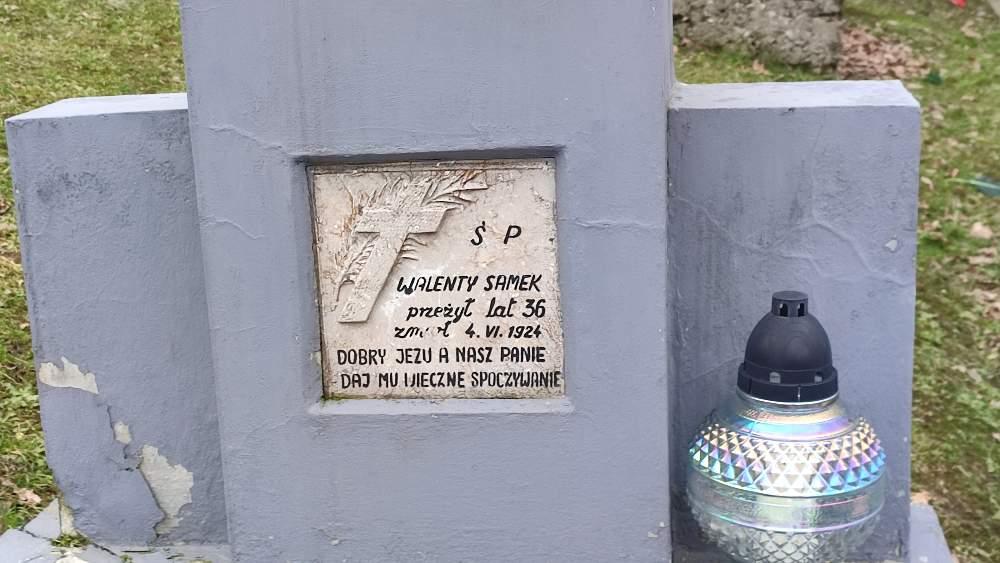 Ś P
WALENTY SAMEK
przeżył lat 36
zmarł 4. VI. 1924
DOBRY JEZU A NASZ PANIE
DAJ MU WIECZNE SPOCZYWANIE